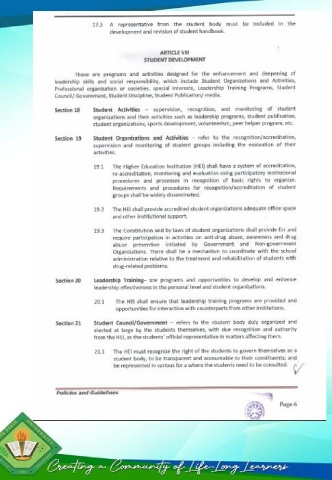 17.3 A representative from the student body must be included in the
development and revision of student handbook.
ARTICLE VIII
STUDENT DEVELOPMENT
These are programs and activities designed for the enhancement and deepening of
leadership skills and social responsibility, which include Student Organizations and Activities,
Professional organization or societies, special interests, Leadership Training Programs, Student
Council/ Government, Student Discipline, Student Publication/ media.
Section 18 Student Activities – supervision, recognition, and monitoring of student
organizations and their activities such as leadership programs, student publication,
student organizations, sports development, volunteerism, peer helper program, etc.
Section 19 Student Organizations and Activities – refer to the recognition/accreditation,
supervision and monitoring of student groups including the evaluation of their
activities.
19.1 The Higher Education Institution (HEI) shall have a system of accreditation,
re-accreditation, monitoring and evaluation using participatory institutional
procedures and processes in recognition of basic rights to organize.
Requirements and procedures for recognition/accreditation of student
groups shall be widely disseminated.
19.2 The HEI shall provide accredited student organizations adequate office space
and other institutional support.
19.3 The Constitution and by laws of student organizations shall provide for and
require participation in activities on anti-drug abuse, awareness and drug
abuse prevention initiated by Government and Non-government
Organizations. There shall be a mechanism to coordinate with the school
administration relative to the treatment and rehabilitation of students with
drug-related problems.
Section 20 Leadership Training– are programs and opportunities to develop and enhance
leadership effectiveness in the personal level and student organizations.
20.1 The HEI shall ensure that leadership training programs are provided and
opportunities for interaction with counterparts from other institutions.
Section 21 Student Council/Government – refers to the student body duly organized and
elected at large by the students themselves, with due recognition and authority
from the HEI, as the students' official representative in matters affecting them.
21.1 The HEI must recognize the right of the students to govern themselves as a
student body, to be transparent and accountable to their constituents; and
be represented in various for a where the students need to be consulted.
Policies and Guidelines
Page 6
Creating a Community of Life-Long Learners